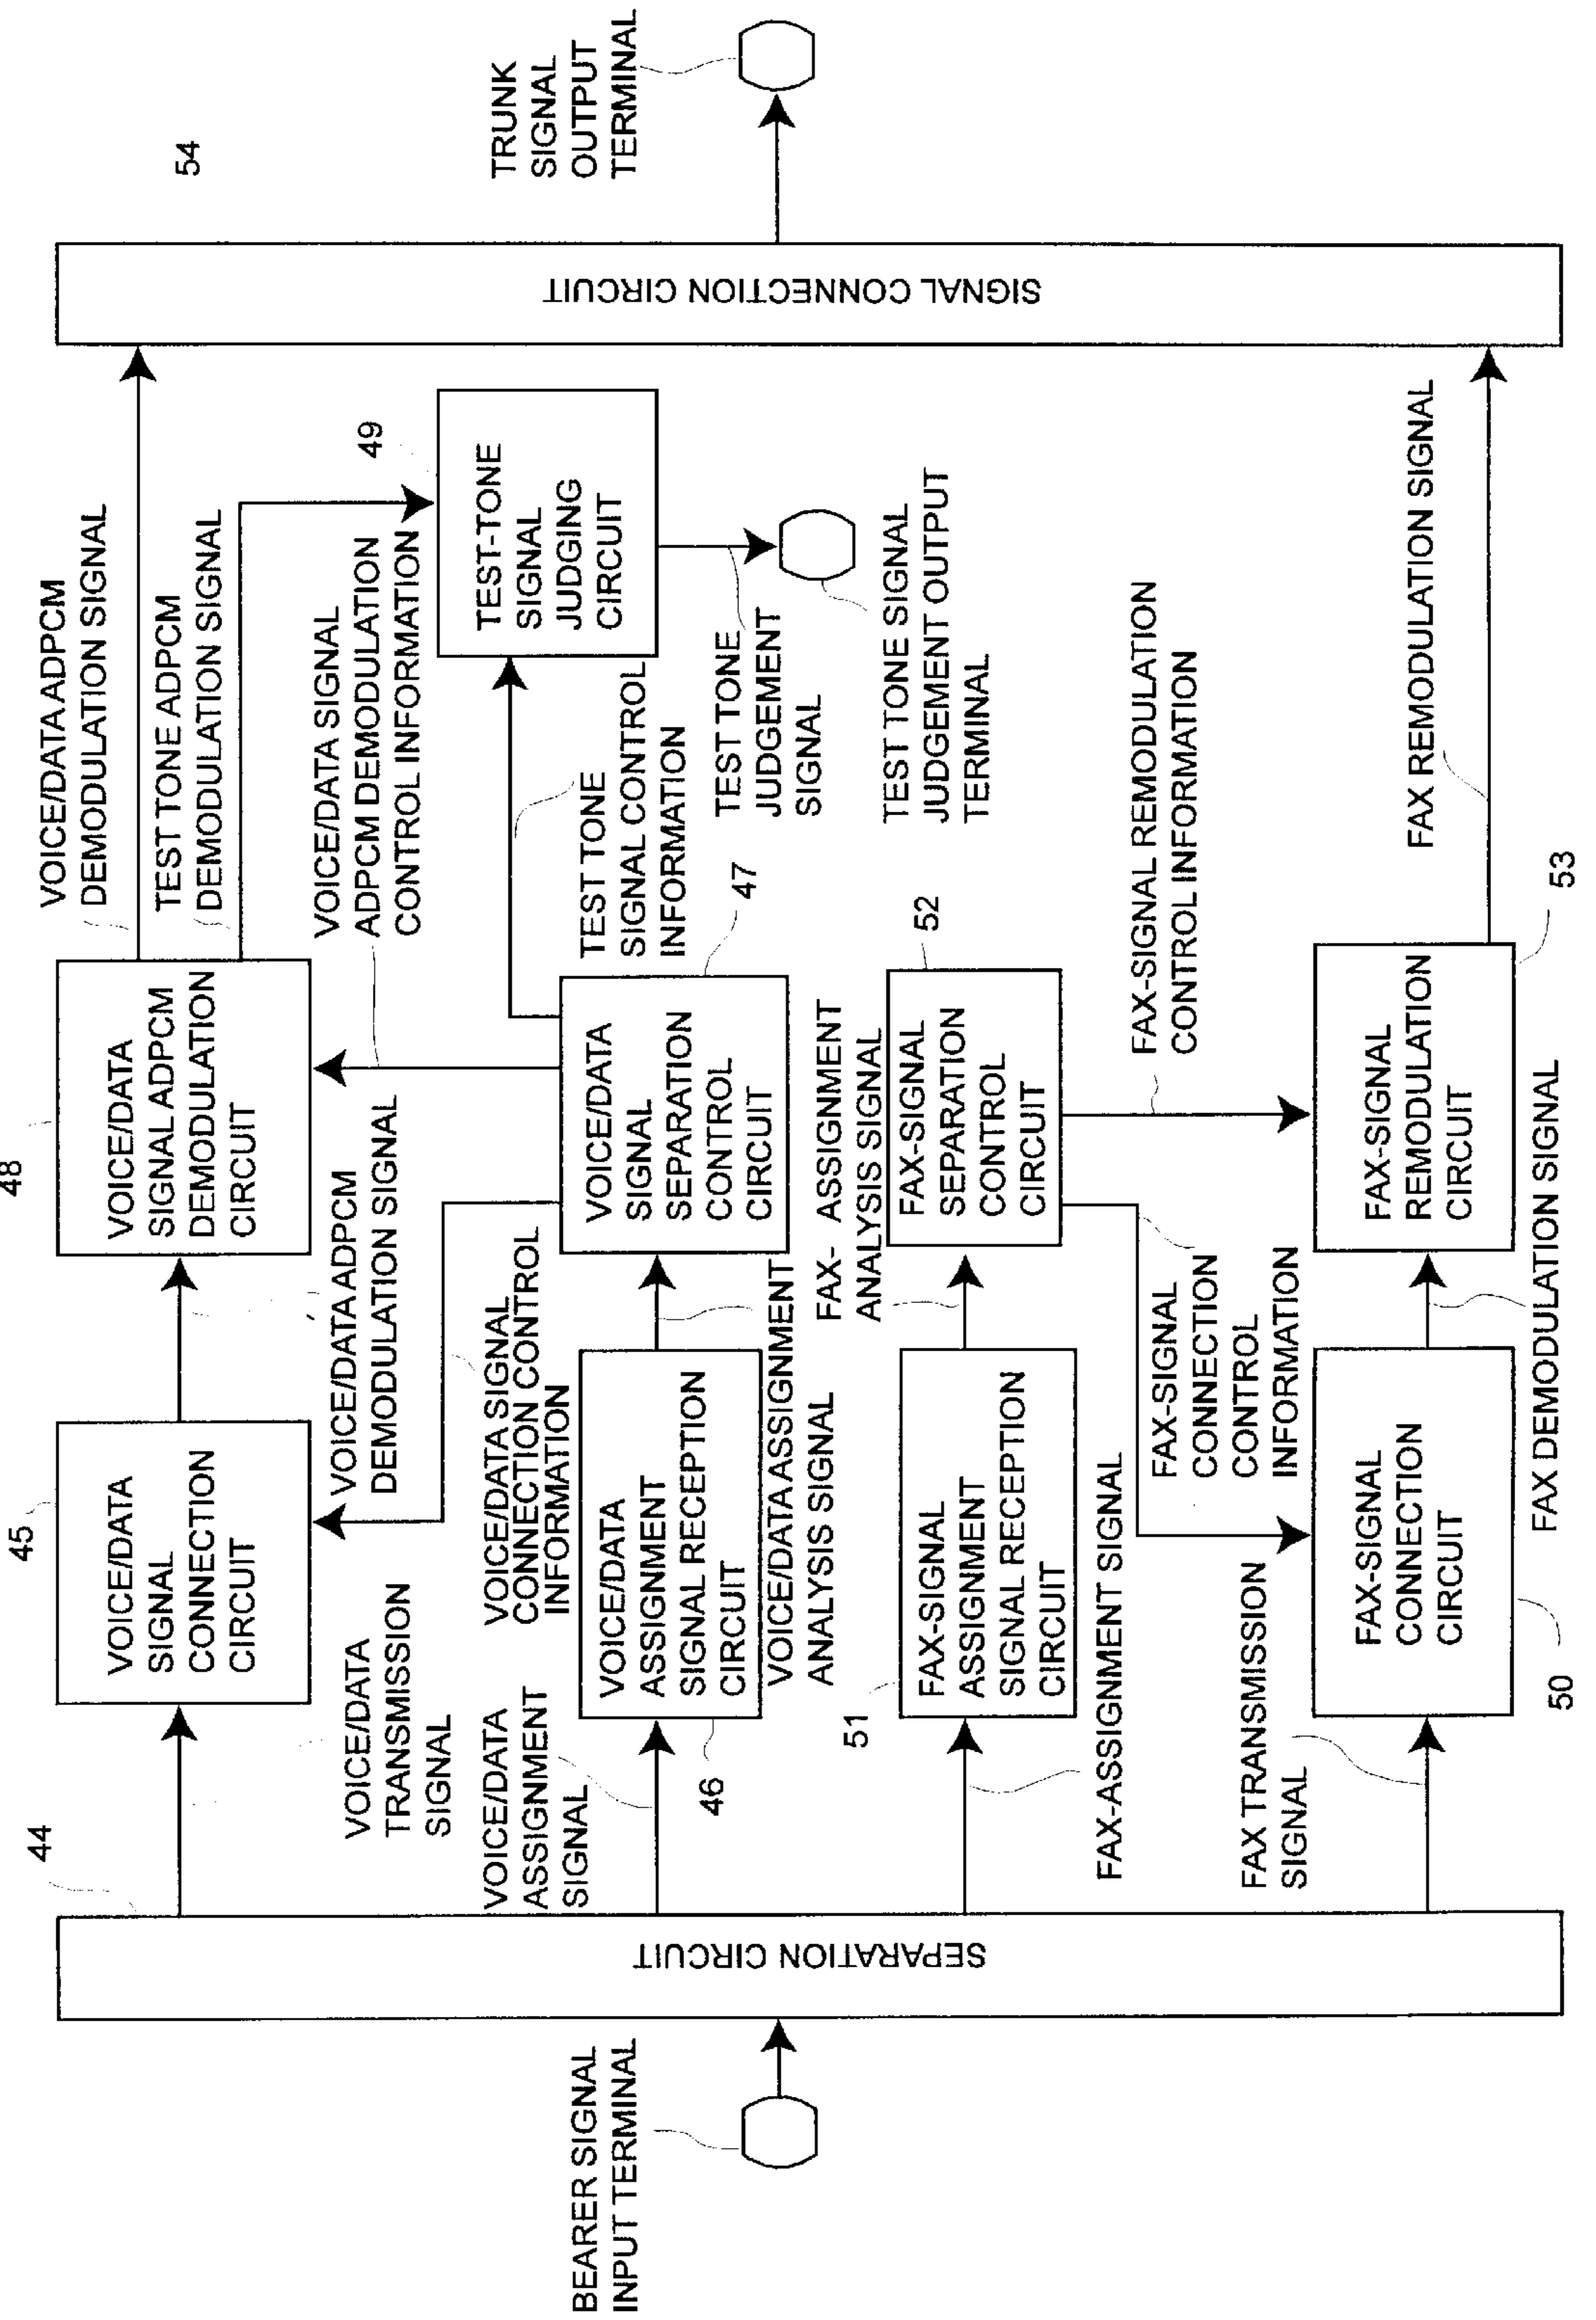 BEARER SIGNAL
INPUT TERMINAL
44
SEPARATION CIRCUIT
VOICE/DATA
TRANSMISSION
SIGNAL
VOICE/DATA
ASSIGNMENT
SIGNAL
FAX-ASSIGNMENT SIGNAL
FAX TRANSMISSION
SIGNAL
45
VOICE/DATA
SIGNAL
CONNECTION
CIRCUIT
VOICE/DATA SIGNAL
CONNECTION CONTROL
INFORMATION
46
VOICE/DATA
ASSIGNMENT
SIGNAL RECEPTION
CIRCUIT
VOICE/DATA ASSIGNMENT
ANALYSIS SIGNAL
51
FAX-SIGNAL
ASSIGNMENT
SIGNAL RECEPTION
CIRCUIT
FAX- ASSIGNMENT
ANALYSIS SIGNAL
FAX-SIGNAL
CONNECTION
CONTROL
INFORMATION
50
FAX-SIGNAL
CONNECTION
CIRCUIT
FAX DEMODULATION SIGNAL
VOICE/DATA ADPCM
DEMODULATION SIGNAL
48
VOICE/DATA
SIGNAL ADPCM
DEMODULATION
CIRCUIT
VOICE/DATA SIGNAL
ADPCM DEMODULATION
CONTROL INFORMATION
47
VOICE/DATA
SIGNAL
SEPARATION
CONTROL
CIRCUIT
52
FAX-SIGNAL
SEPARATION
CONTROL
CIRCUIT
FAX-SIGNAL REMODULATION
CONTROL INFORMATION
53
FAX-SIGNAL
REMODULATION
CIRCUIT
VOICE/DATA ADPCM
DEMODULATION SIGNAL
TEST TONE ADPCM
DEMODULATION SIGNAL
TEST TONE
SIGNAL CONTROL
INFORMATION
49
TEST-TONE
SIGNAL
JUDGING
CIRCUIT
TEST TONE
JUDGEMENT
SIGNAL
TEST TONE SIGNAL
JUDGEMENT OUTPUT
TERMINAL
FAX REMODULATION SIGNAL
54
SIGNAL CONNECTION CIRCUIT
TRUNK
SIGNAL
OUTPUT
TERMINAL